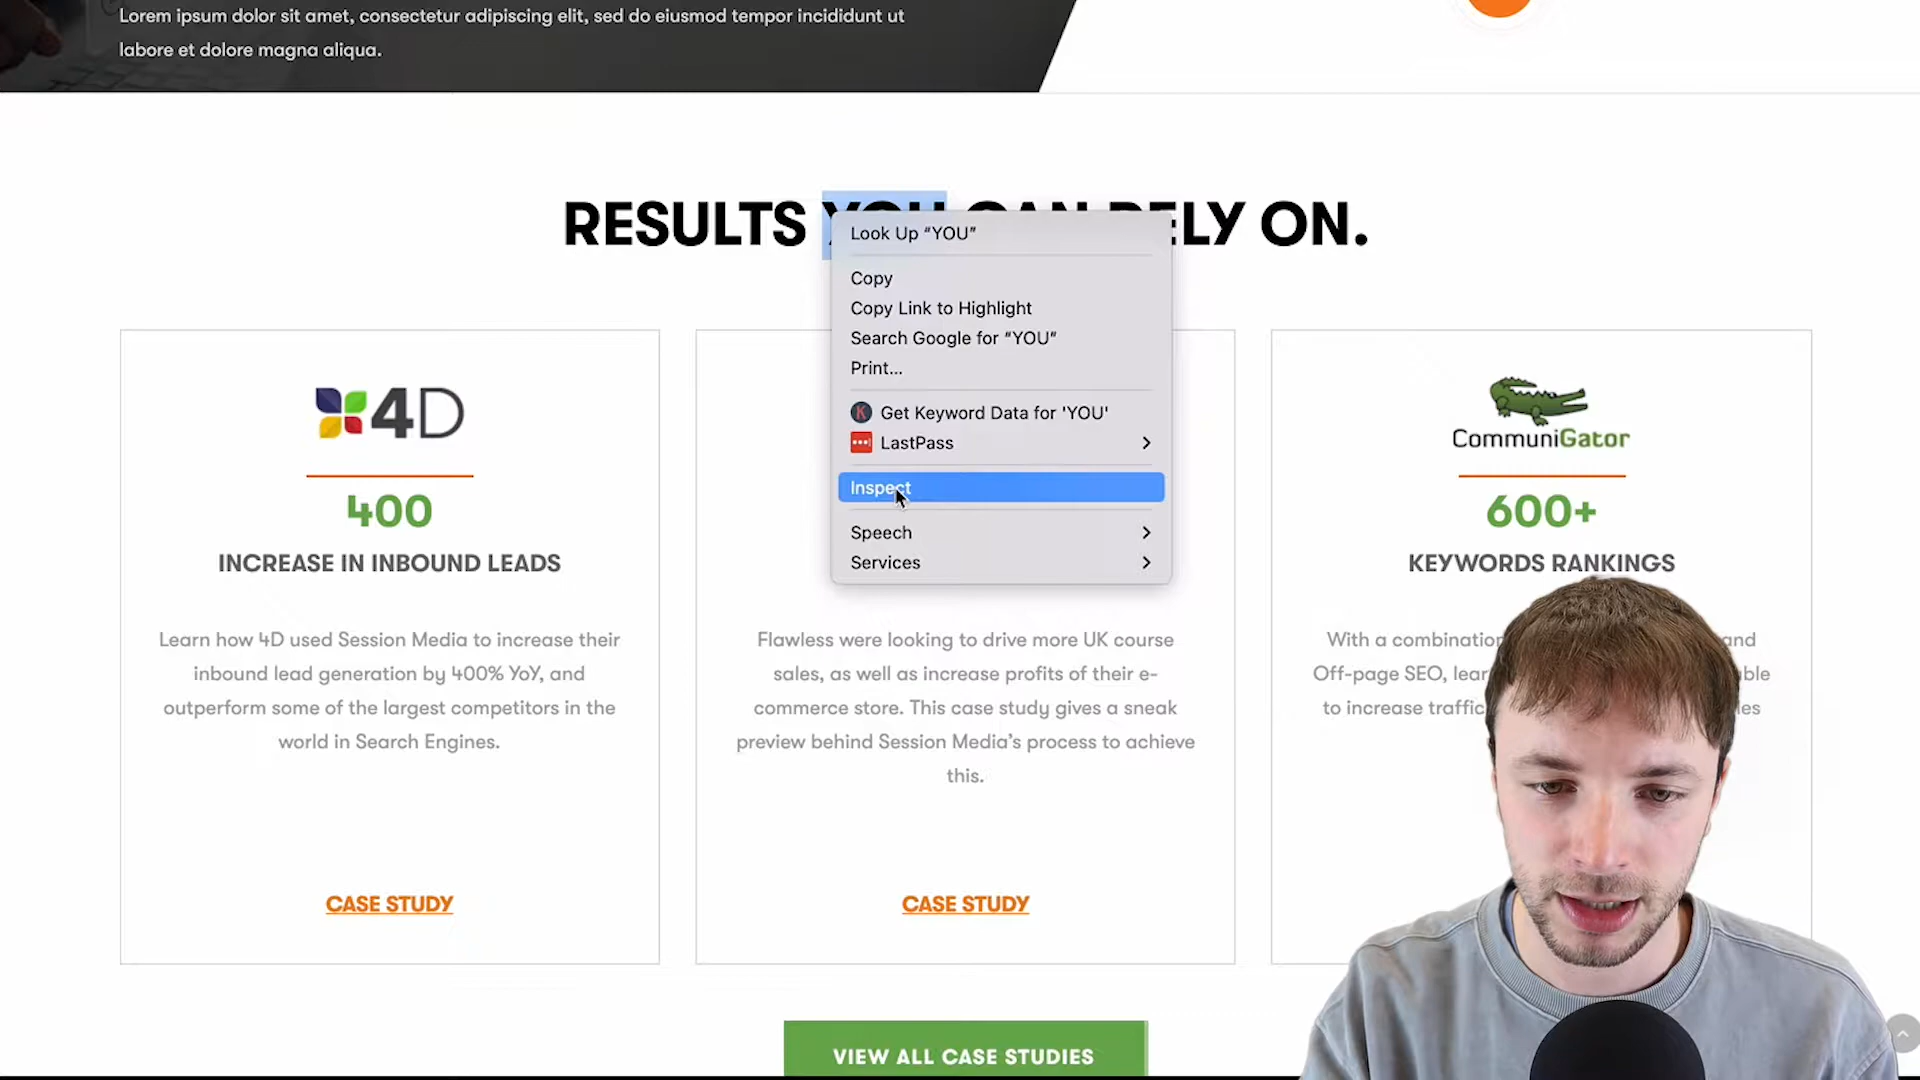 Lorem ipsum dolor sit amet, consectetur adipiscing elit, sed do eiusmod tempor incididunt ut
labore et dolore magna aliqua.
RESULTS YOU CAN RELY ON.
Look Up “YOU”
Copy
Copy Link to Highlight
Search Google for “YOU”
Print...
Get Keyword Data for 'YOU'
LastPass
Inspect
Speech
Services
4D
400
INCREASE IN INBOUND LEADS
Learn how 4D used Session Media to increase their
inbound lead generation by 400% YoY, and
outperform some of the largest competitors in the
world in Search Engines.
CASE STUDY
Flawless were looking to drive more UK course
sales, as well as increase profits of their e-
commerce store. This case study gives a sneak
preview behind Session Media’s process to achieve
this.
CASE STUDY
CommuniGator
600+
KEYWORDS RANKINGS
With a combination and
Off-page SEO,
to increase
VIEW ALL CASE STUDIES